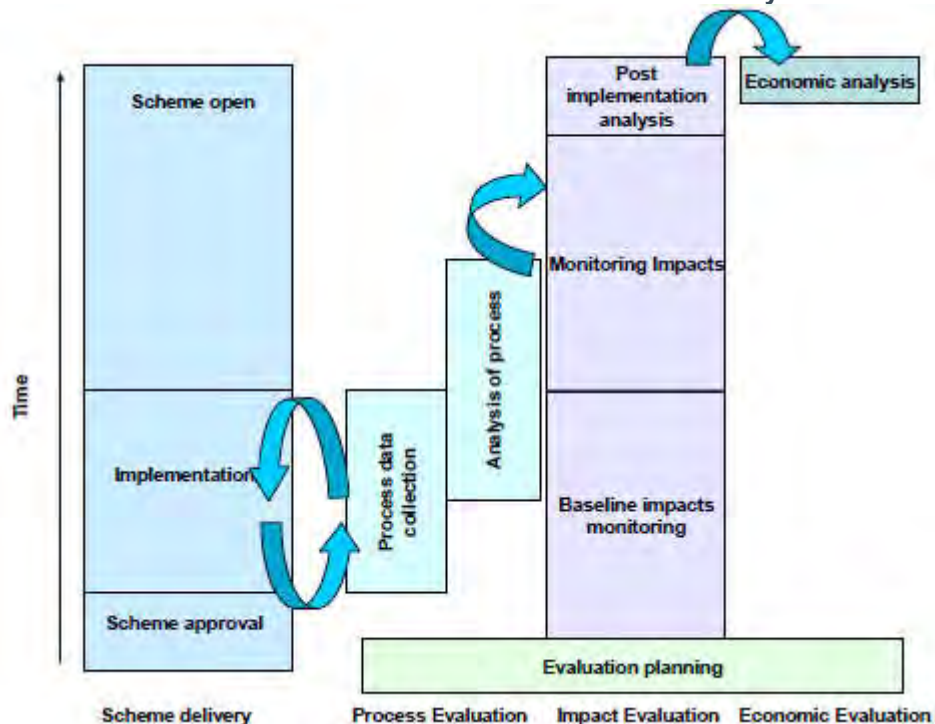 Scheme open
Post
implementation
analysis
Economic analysis
Monitoring Impacts
Analysis of process
Time
Implementation
Process data
collection
Baseline impacts
monitoring
Scheme approval
Evaluation planning
Scheme delivery
Process Evaluation
Impact Evaluation
Economic Evaluation